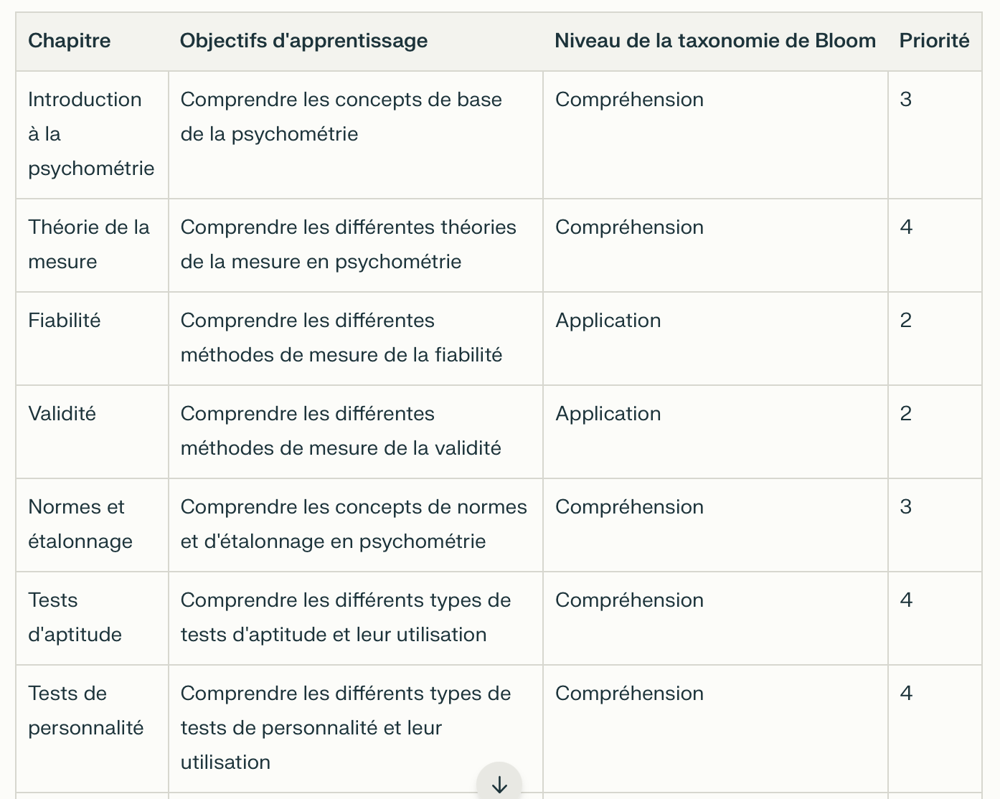 Chapitre Objectifs d'apprentissage Niveau de la taxonomie de Bloom Priorité
Introduction Comprendre les concepts de base Compréhension 3
à la de la psychométrie
psychométrie
Théorie de la Comprendre les différentes théories Compréhension 4
mesure de la mesure en psychométrie
Fiabilité Comprendre les différentes Application 2
méthodes de mesure de la fiabilité
Validité Comprendre les différentes Application 2
méthodes de mesure de la validité
Normes et Comprendre les concepts de normes Compréhension 3
étalonnage et d'étalonnage en psychométrie
Tests Comprendre les différents types de Compréhension 4
d'aptitude tests d'aptitude et leur utilisation
Tests de Comprendre les différents types de Compréhension 4
personnalité tests de personnalité et leur
utilisation